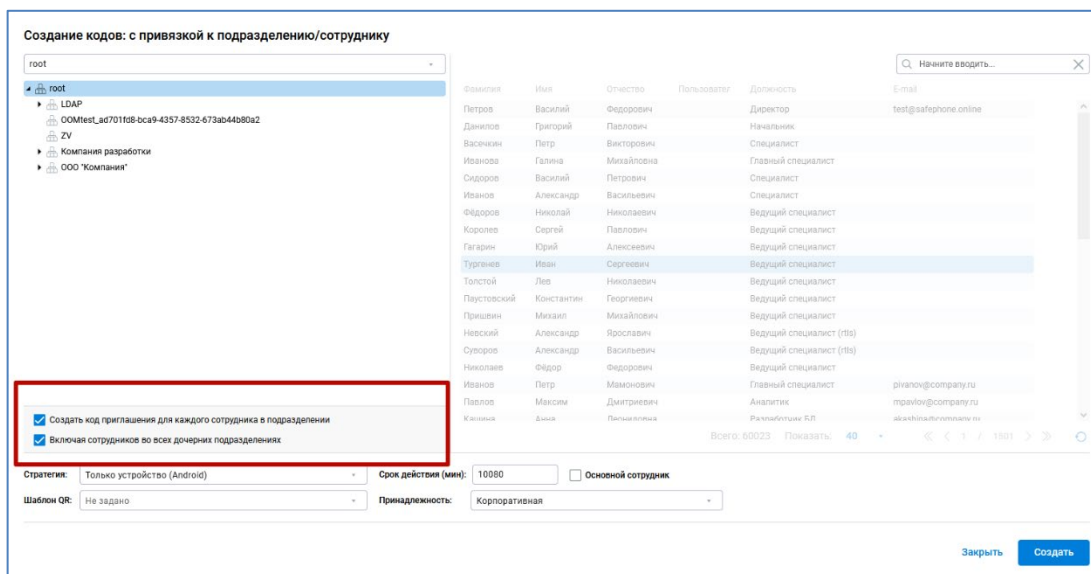 Создание кодов: с привязкой к подразделению/сотруднику
root
Начните вводить...
root
LDAP
OOMtest_ad701fd8-bca9-4357-8532-673ab44b80a2
ZV
Компания разработки
ООО "Компания"
Фамилия Имя Отчество Пользовател Должность E-mail
Петров Василий Федорович Директор test@safephone.online
Данилов Григорий Павлович Начальник
Васечкин Петр Викторович Специалист
Иванова Галина Михайловна Главный специалист
Сидоров Василий Петрович Специалист
Иванов Александр Васильевич Специалист
Фёдоров Николай Николаевич Ведущий специалист
Королев Сергей Павлович Ведущий специалист
Гагарин Юрий Алексеевич Ведущий специалист
Тургенев Иван Сергеевич Ведущий специалист
Толстой Лев Николаевич Ведущий специалист
Паустовский Константин Георгиевич Ведущий специалист
Пришвин Михаил Михайлович Ведущий специалист
Невский Александр Ярославич Ведущий специалист (rtls)
Суворов Александр Васильевич Ведущий специалист (rtls)
Николаев Фёдор Федорович Ведущий специалист
Иванов Петр Мамонович Главный специалист pivanov@company.ru
Павлов Максим Дмитриевич Аналитик mpavlov@company.ru
Кашина Анна Леонидовна Разработчик БД akashina@company.ru
Всего: 60023 Показать: 40 1 / 1501
Создать код приглашения для каждого сотрудника в подразделении
Включая сотрудников во всех дочерних подразделениях
Стратегия: Только устройство (Android) Срок действия (мин): 10080 Основной сотрудник
Шаблон QR: Не задано Принадлежность: Корпоративная
Закрыть Создать